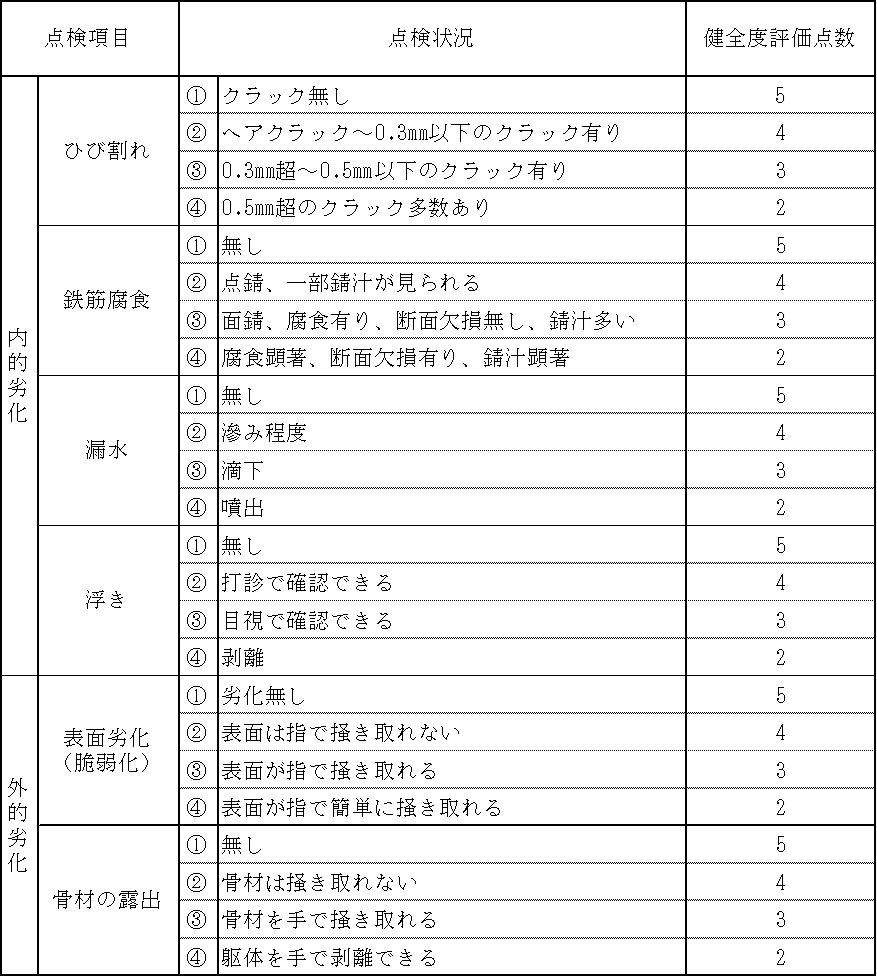 点検項目 点検状況 健全度評価点数
内的劣化
ひび割れ
① クラック無し 5
② ヘアクラック～0.3㎜以下のクラック有り 4
③ 0.3㎜超～0.5㎜以下のクラック有り 3
④ 0.5㎜超のクラック多数あり 2
鉄筋腐食
① 無し 5
② 点錆、一部錆汁が見られる 4
③ 面錆、腐食有り、断面欠損無し、錆汁多い 3
④ 腐食顕著、断面欠損有り、錆汁顕著 2
漏水
① 無し 5
② 滲み程度 4
③ 滴下 3
④ 噴出 2
浮き
① 無し 5
② 打診で確認できる 4
③ 目視で確認できる 3
④ 剥離 2
外的劣化
表面劣化
（脆弱化）
① 劣化無し 5
② 表面は指で掻き取れない 4
③ 表面が指で掻き取れる 3
④ 表面が指で簡単に掻き取れる 2
骨材の露出
① 無し 5
② 骨材は掻き取れない 4
③ 骨材を手で掻き取れる 3
④ 躯体を手で剥離できる 2